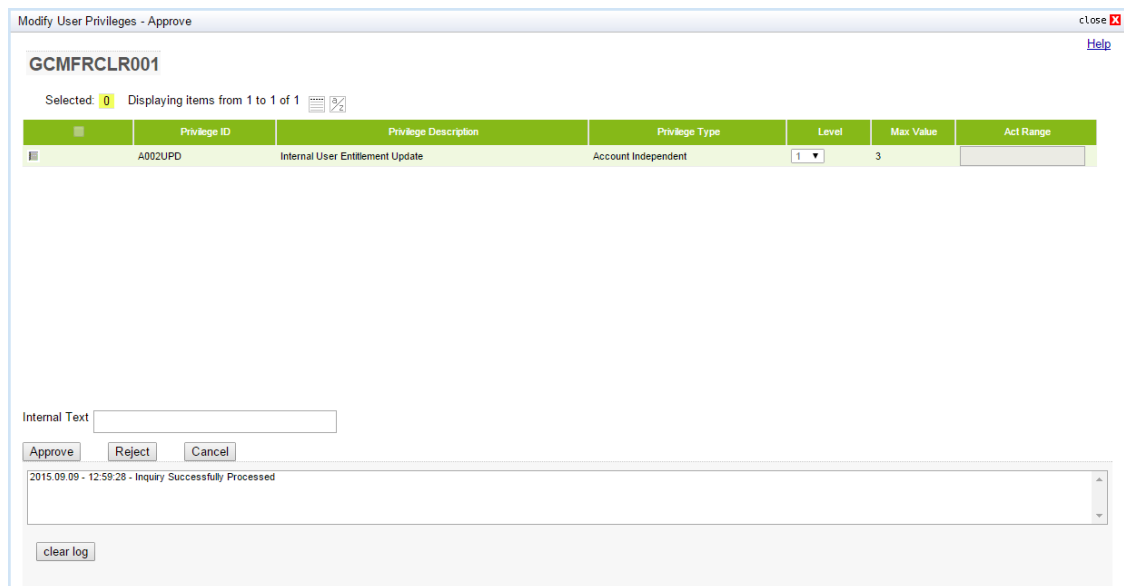 Modify User Privileges - Approve close X
Help
GCMFRCLR001
Selected: 0 Displaying items from 1 to 1 of 1 a/z
Privilege ID Privilege Description Privilege Type Level Max Value Act Range
A002UPD Internal User Entitlement Update Account Independent 1 3
Internal Text
Approve Reject Cancel
2015.09.09 - 12:59:28 - Inquiry Successfully Processed
clear log